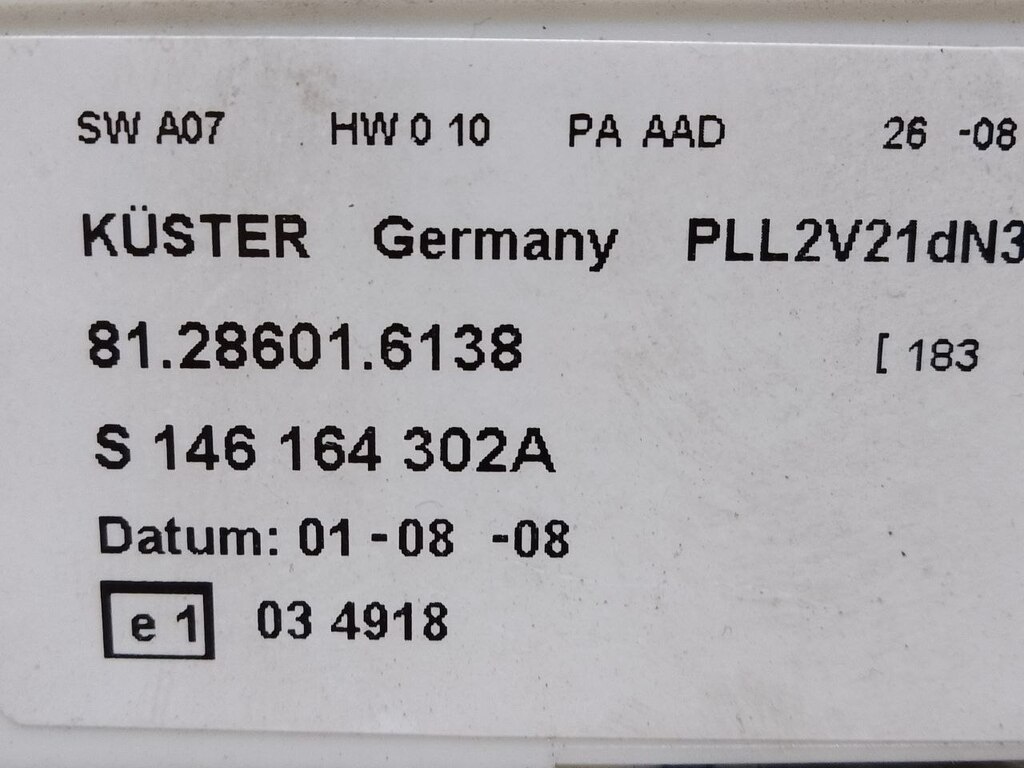 SW A07 HW 0 10 PA AAD 26 -08
KÜSTER Germany PLL2V21dN3
81.28601.6138 [ 183
S 146 164 302A
Datum: 01 -08 -08
e 1 03 4918